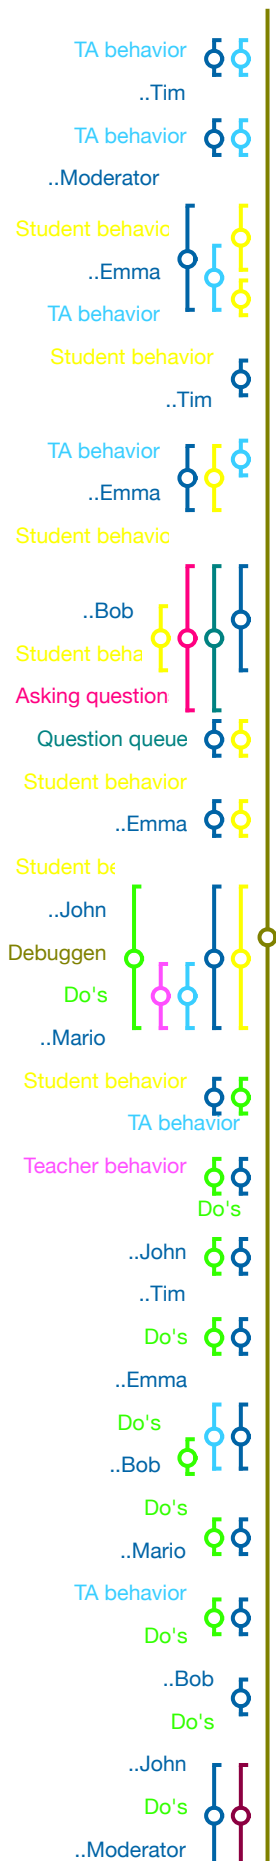 TA behavior
..Tim
TA behavior
..Moderator
Student behavio
..Emma
TA behavior
Student behavior
..Tim
TA behavior
..Emma
Student behavio
..Bob
Student beha
Asking question
Question queue
Student behavior
..Emma
Student be
..John
Debuggen
Do's
..Mario
Student behavior
TA behavior
Teacher behavior
Do's
..John
..Tim
Do's
..Emma
Do's
..Bob
Do's
..Mario
TA behavior
Do's
..Bob
Do's
..John
Do's
..Moderator